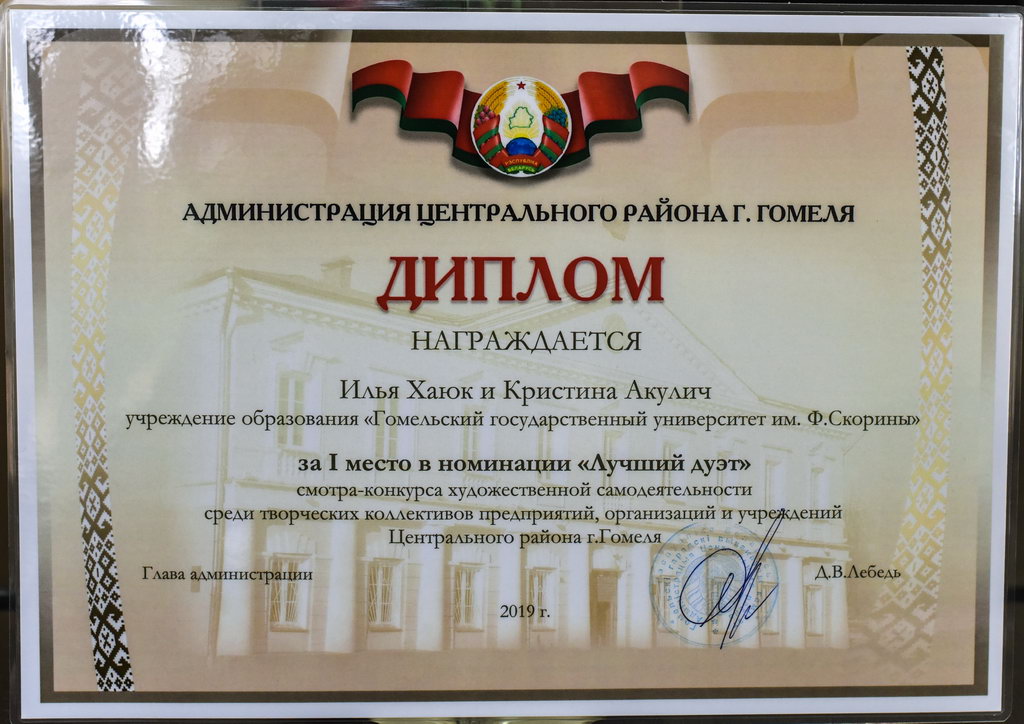 РЭСПУБЛІКА
БЕЛАРУСЬ
АДМИНИСТРАЦИЯ ЦЕНТРАЛЬНОГО РАЙОНА Г. ГОМЕЛЯ
ДИПЛОМ
НАГРАЖДАЕТСЯ
Илья Хаюк и Кристина Акулич
учреждение образования «Гомельский государственный университет им. Ф.Скорины»
за I место в номинации «Лучший дуэт»
смотра-конкурса художественной самодеятельности
среди творческих коллективов предприятий, организаций и учреждений
Центрального района г.Гомеля
Глава администрации
Д.В.Лебедь
2019 г.